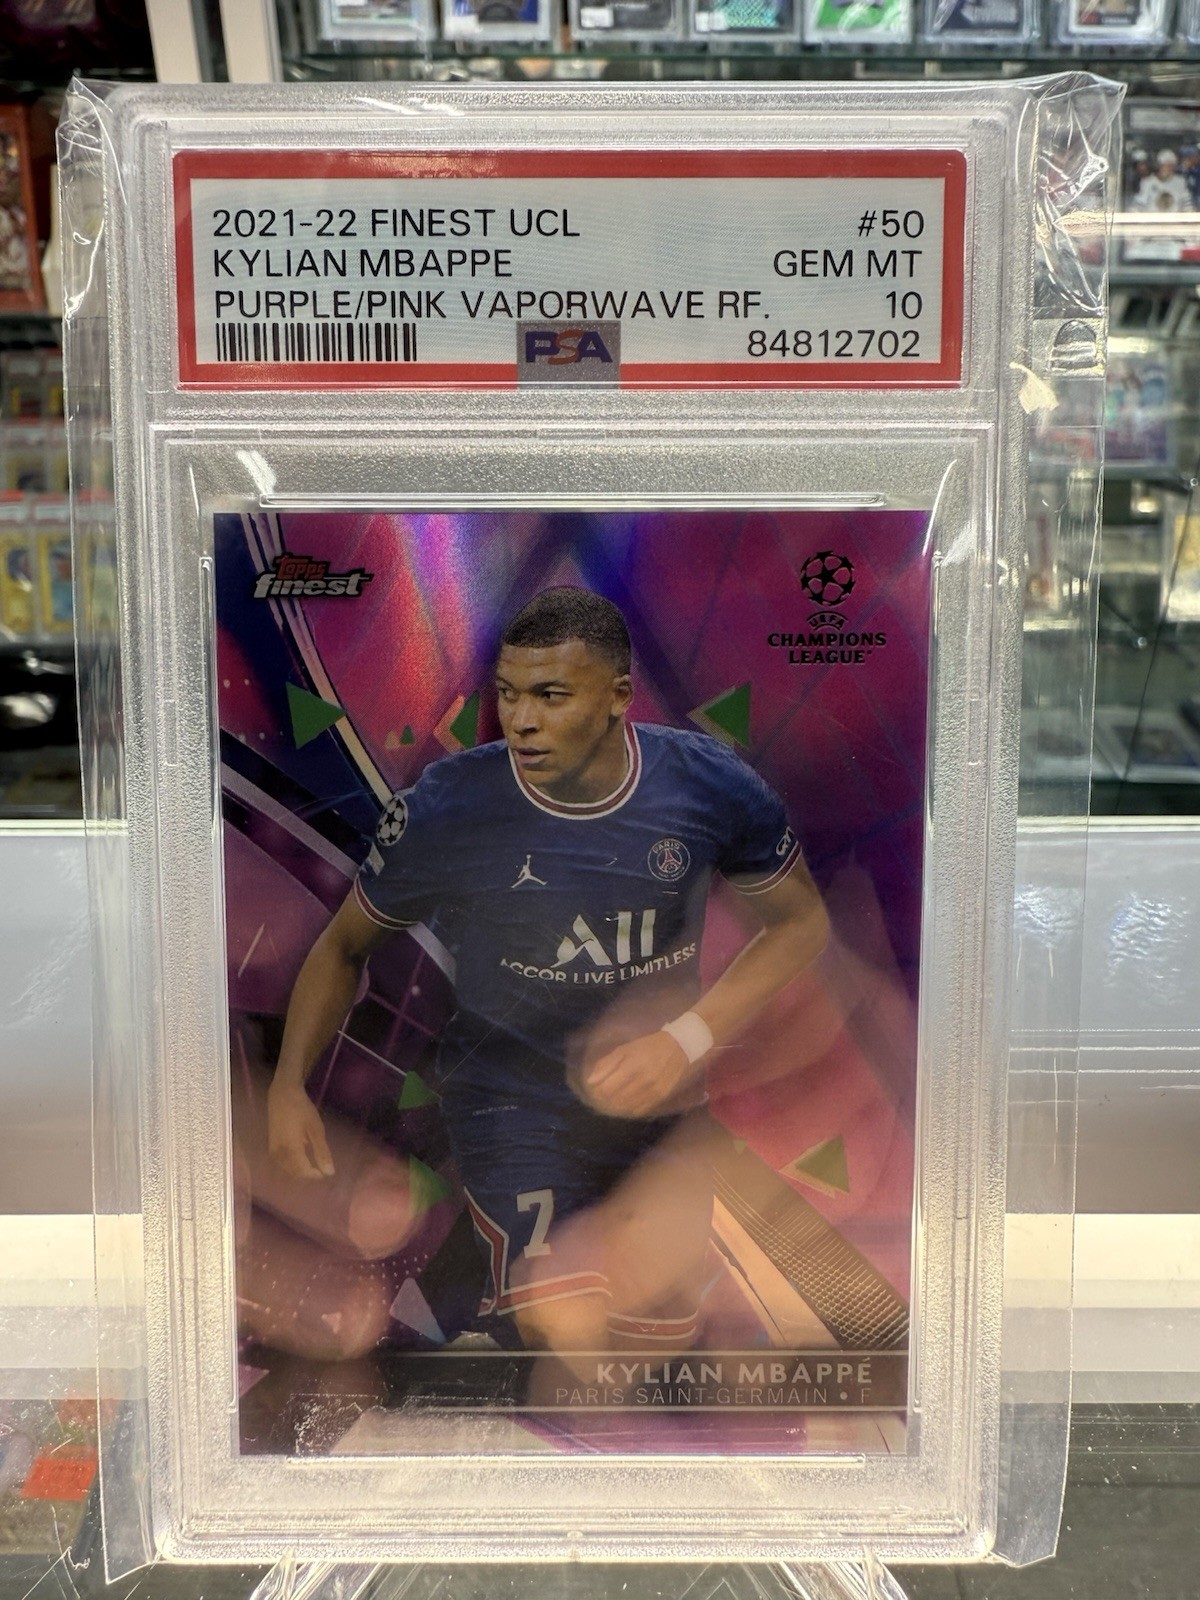 2021-22 FINEST UCL #50
KYLIAN MBAPPE GEM MT
PURPLE/PINK VAPORWAVE RF. 10
PSA 84812702
topps
finest
UEFA
CHAMPIONS
LEAGUE
PARIS
ALL
ACCOR LIVE LIMITLESS
7
KYLIAN MBAPPÉ
PARIS SAINT-GERMAIN • F